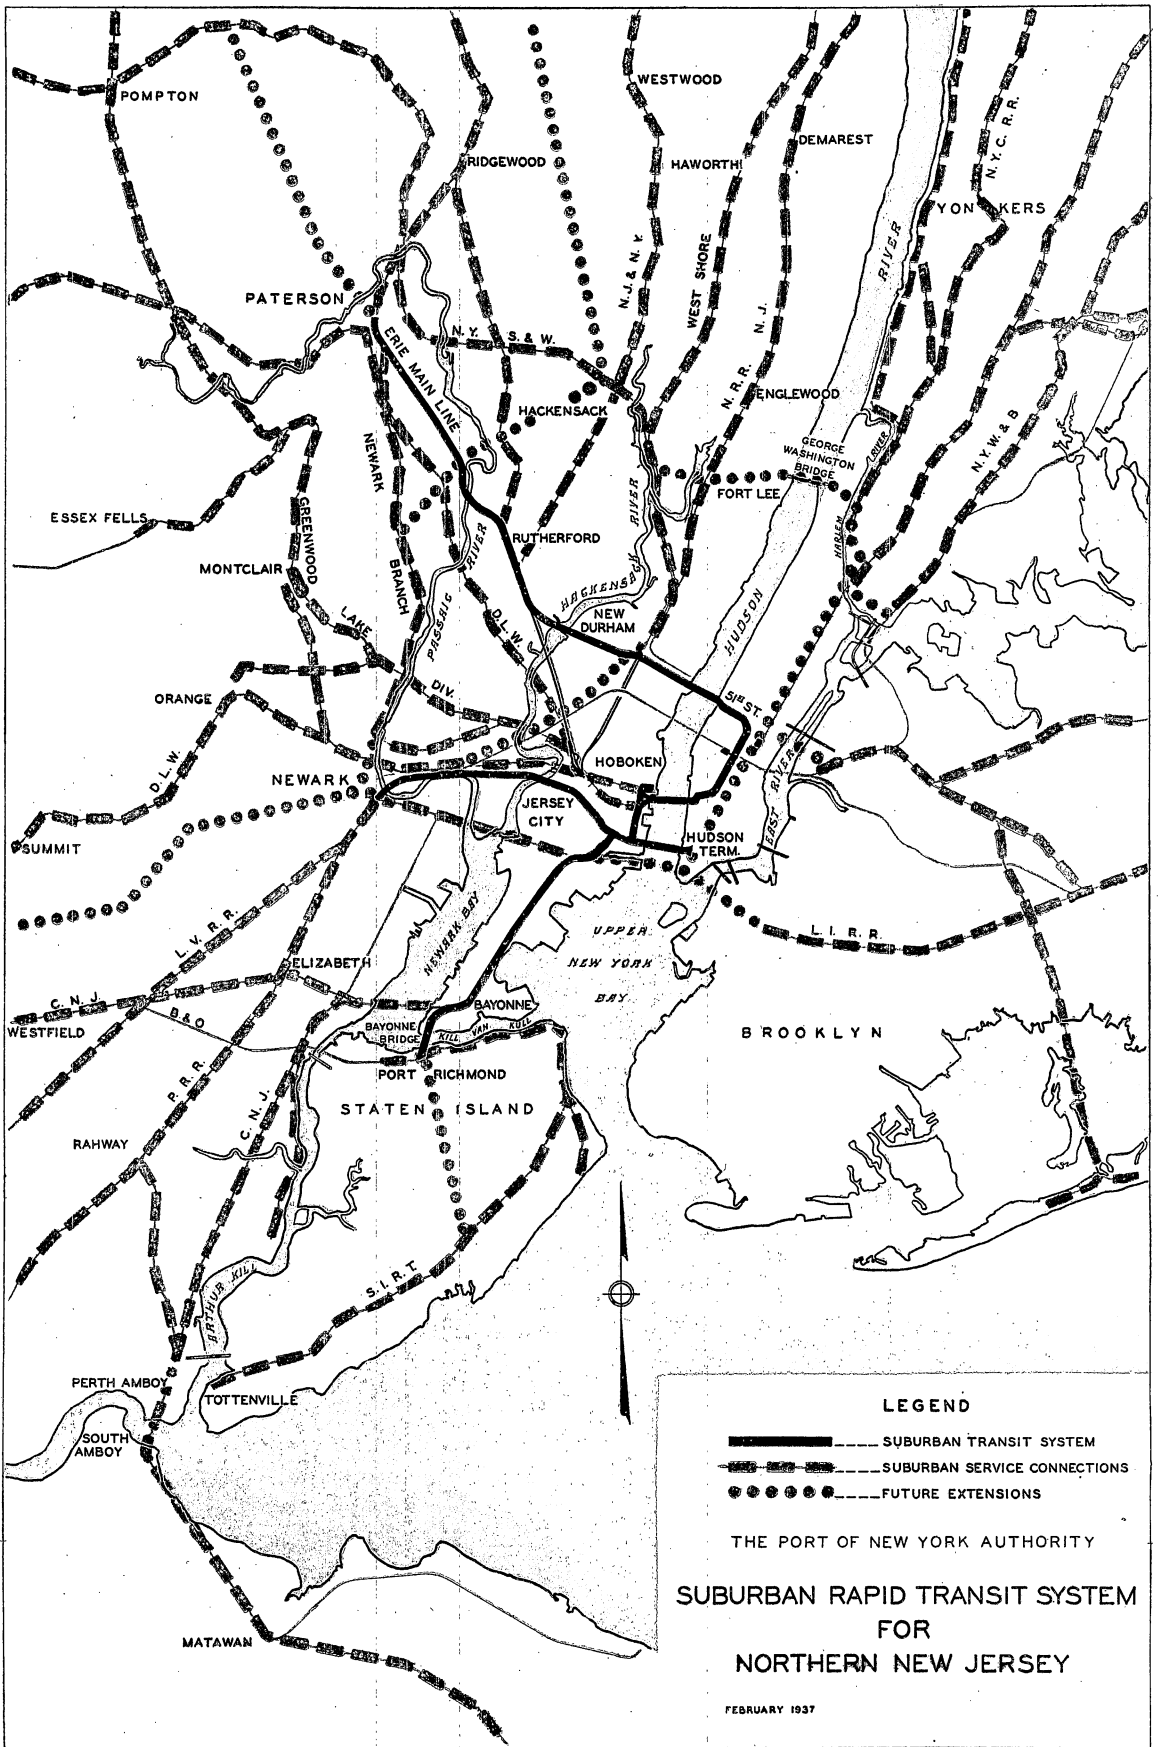 POMPTON
WESTWOOD
DEMAREST
RIDGEWOOD
HAWORTH
N.Y.C.R.R.
YONKERS
RIVER
N.J. & N.Y.
WEST SHORE
PATERSON
ERIE MAIN LINE
N.Y. S. & W.
N.R.R. N.J.
ENGLEWOOD
HACKENSACK
GEORGE
WASHINGTON
BRIDGE
RIVER
N.Y.W. & B
NEWARK
BRANCH
FORT LEE
ESSEX FELLS
GREENWOOD
LAKE
DIV.
RIVER
HARLEM
RUTHERFORD
MONTCLAIR
PASSAIC
RIVER
HACKENSACK
NEW
DURHAM
HUDSON
D.L.W.
ORANGE
51ST ST.
D.L.W.
NEWARK
HOBOKEN
JERSEY
CITY
EAST RIVER
HUDSON
TERM.
SUMMIT
L.V.R.R.
NEWARK BAY
UPPER
NEW YORK
BAY
L.I.R.R.
ELIZABETH
C.N.J.
WESTFIELD
B & O
BAYONNE
BAYONNE
BRIDGE
KILL VAN KULL
BROOKLYN
P.R.R.
C.N.J.
PORT RICHMOND
STATEN ISLAND
RAHWAY
ARTHUR KILL
S.I.R.T.
PERTH AMBOY
TOTTENVILLE
SOUTH
AMBOY
MATAWAN
LEGEND
SUBURBAN TRANSIT SYSTEM
SUBURBAN SERVICE CONNECTIONS
FUTURE EXTENSIONS
THE PORT OF NEW YORK AUTHORITY
SUBURBAN RAPID TRANSIT SYSTEM
FOR
NORTHERN NEW JERSEY
FEBRUARY 1937